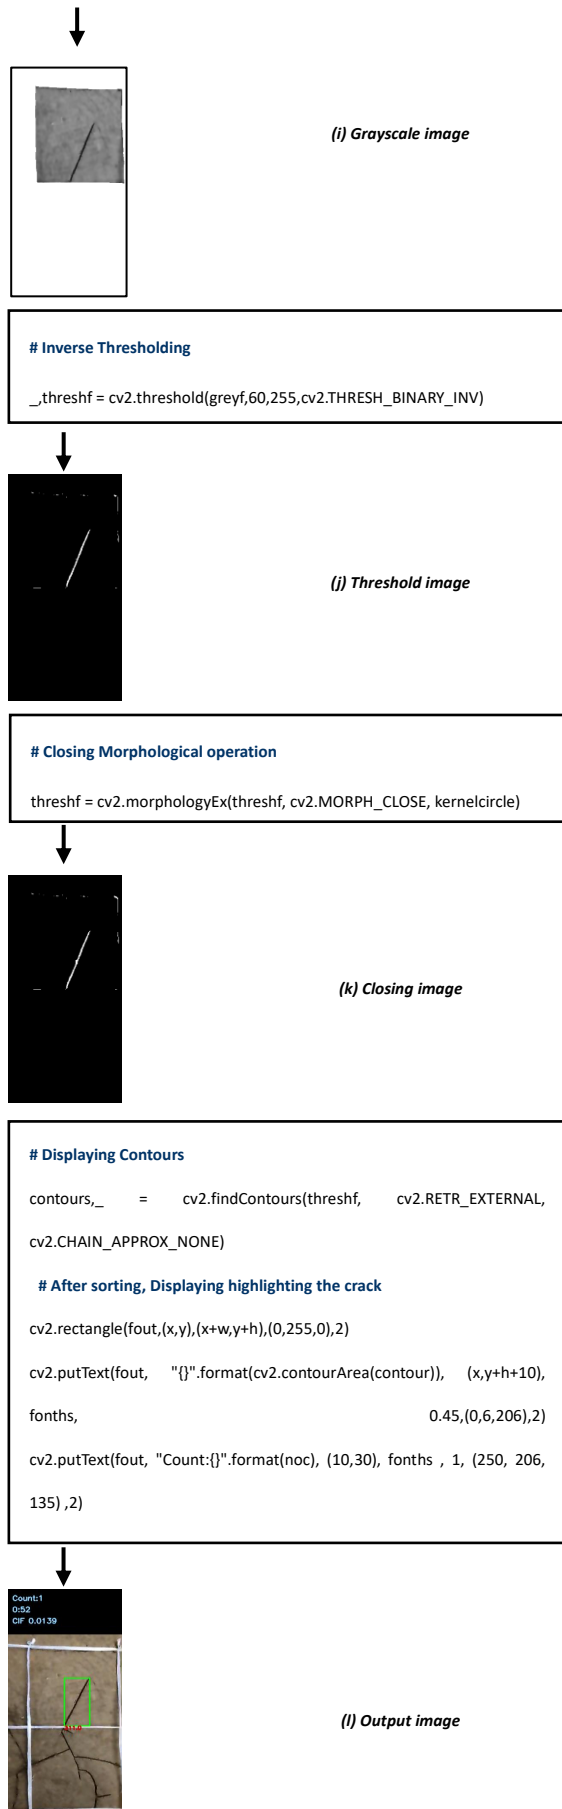 (i) Grayscale image
# Inverse Thresholding
_,threshf = cv2.threshold(greyf,60,255,cv2.THRESH_BINARY_INV)
(j) Threshold image
# Closing Morphological operation
threshf = cv2.morphologyEx(threshf, cv2.MORPH_CLOSE, kernelcircle)
(k) Closing image
# Displaying Contours
contours,_ = cv2.findContours(threshf, cv2.RETR_EXTERNAL,
cv2.CHAIN_APPROX_NONE)
# After sorting, Displaying highlighting the crack
cv2.rectangle(fout,(x,y),(x+w,y+h),(0,255,0),2)
cv2.putText(fout, "{}".format(cv2.contourArea(contour)), (x,y+h+10),
fonths, 0.45,(0,6,206),2)
cv2.putText(fout, "Count:{}".format(noc), (10,30), fonths , 1, (250, 206,
135) ,2)
Count:1
0:52
CIF 0.0139
(l) Output image